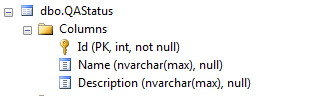 dbo.QAStatus
Columns
Id (PK, int, not null)
Name (nvarchar(max), null)
Description (nvarchar(max), null)